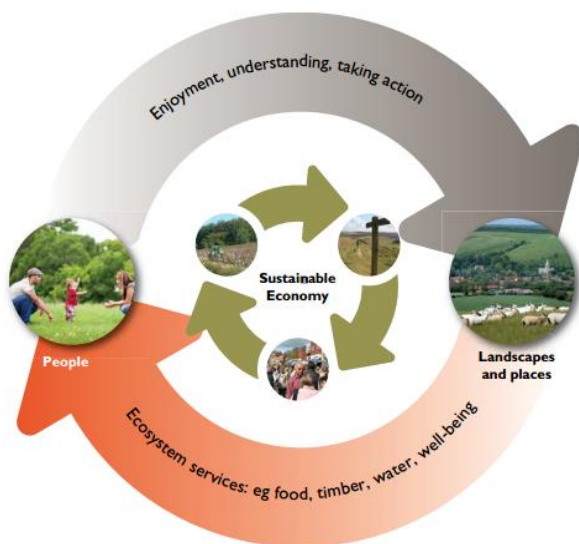 Enjoyment, understanding, taking action
Sustainable
Economy
People
Landscapes
and places
Ecosystem services: eg food, timber, water, well-being